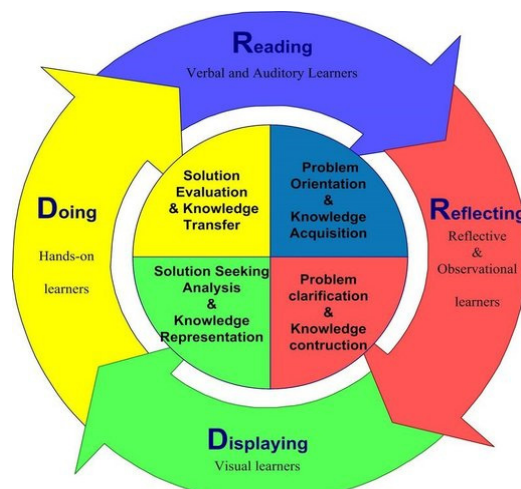 Reading
Verbal and Auditory Learners
Reflecting
Reflective
&
Observational
learners
Displaying
Visual learners
Doing
Hands-on
learners
Problem
Orientation
&
Knowledge
Acquisition
Problem
clarification
&
Knowledge
contruction
Solution Seeking
Analysis
&
Knowledge
Representation
Solution
Evaluation
& Knowledge
Transfer